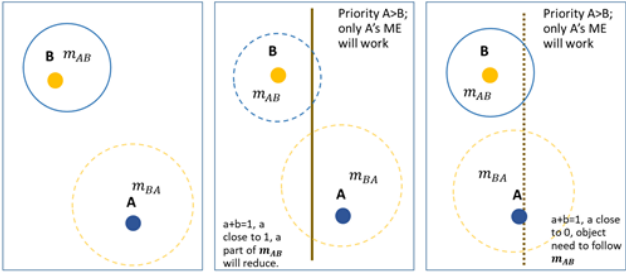 B m_AB
m_BA
A
Priority A>B;
only A's ME
will work
B
m_AB
m_BA
A
a+b=1, a
close to 1, a
part of m_AB
will reduce.
Priority A>B;
only A's ME
will work
B
m_AB
m_BA
A
a+b=1, a close
to 0, object
need to follow
m_AB